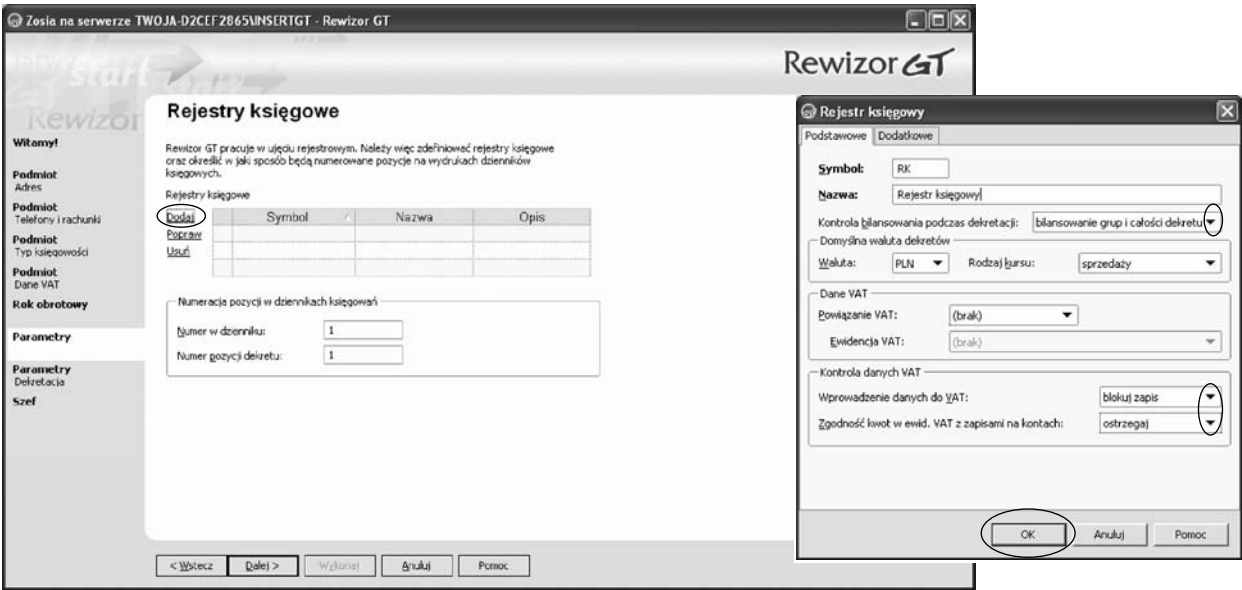 Zosia na serwerze TWOJA-D2CEF2865\INSERTGT - Rewizor GT
Rewizor GT
start
Rewizor
Witamy!
Podmiot
Adres
Podmiot
Telefony i rachunki
Podmiot
Typ księgowości
Podmiot
Dane VAT
Rok obrotowy
Parametry
Parametry
Dekretacja
Szef
Rejestry księgowe
Rewizor GT pracuje w ujęciu rejestrowym. Należy więc zdefiniować rejestry księgowe
oraz określić w jaki sposób będą numerowane pozycje na wydrukach dzienników
księgowych.
Rejestry księgowe
Dodaj Symbol Nazwa Opis
Popraw
Usuń
Numeracja pozycji w dziennikach księgowań
Numer w dzienniku: 1
Numer pozycji dekretu: 1
< Wstecz Dalej > Wykonaj Anuluj Pomoc
Rejestr księgowy
Podstawowe Dodatkowe
Symbol: RK
Nazwa: Rejestr księgowy
Kontrola bilansowania podczas dekretacji: bilansowanie grup i całości dekretu
Domyślna waluta dekretów
Waluta: PLN Rodzaj kursu: sprzedaży
Dane VAT
Powiązanie VAT: (brak)
Ewidencja VAT: (brak)
Kontrola danych VAT
Wprowadzenie danych do VAT: blokuj zapis
Zgodność kwot w ewid. VAT z zapisami na kontach: ostrzegaj
OK Anuluj Pomoc